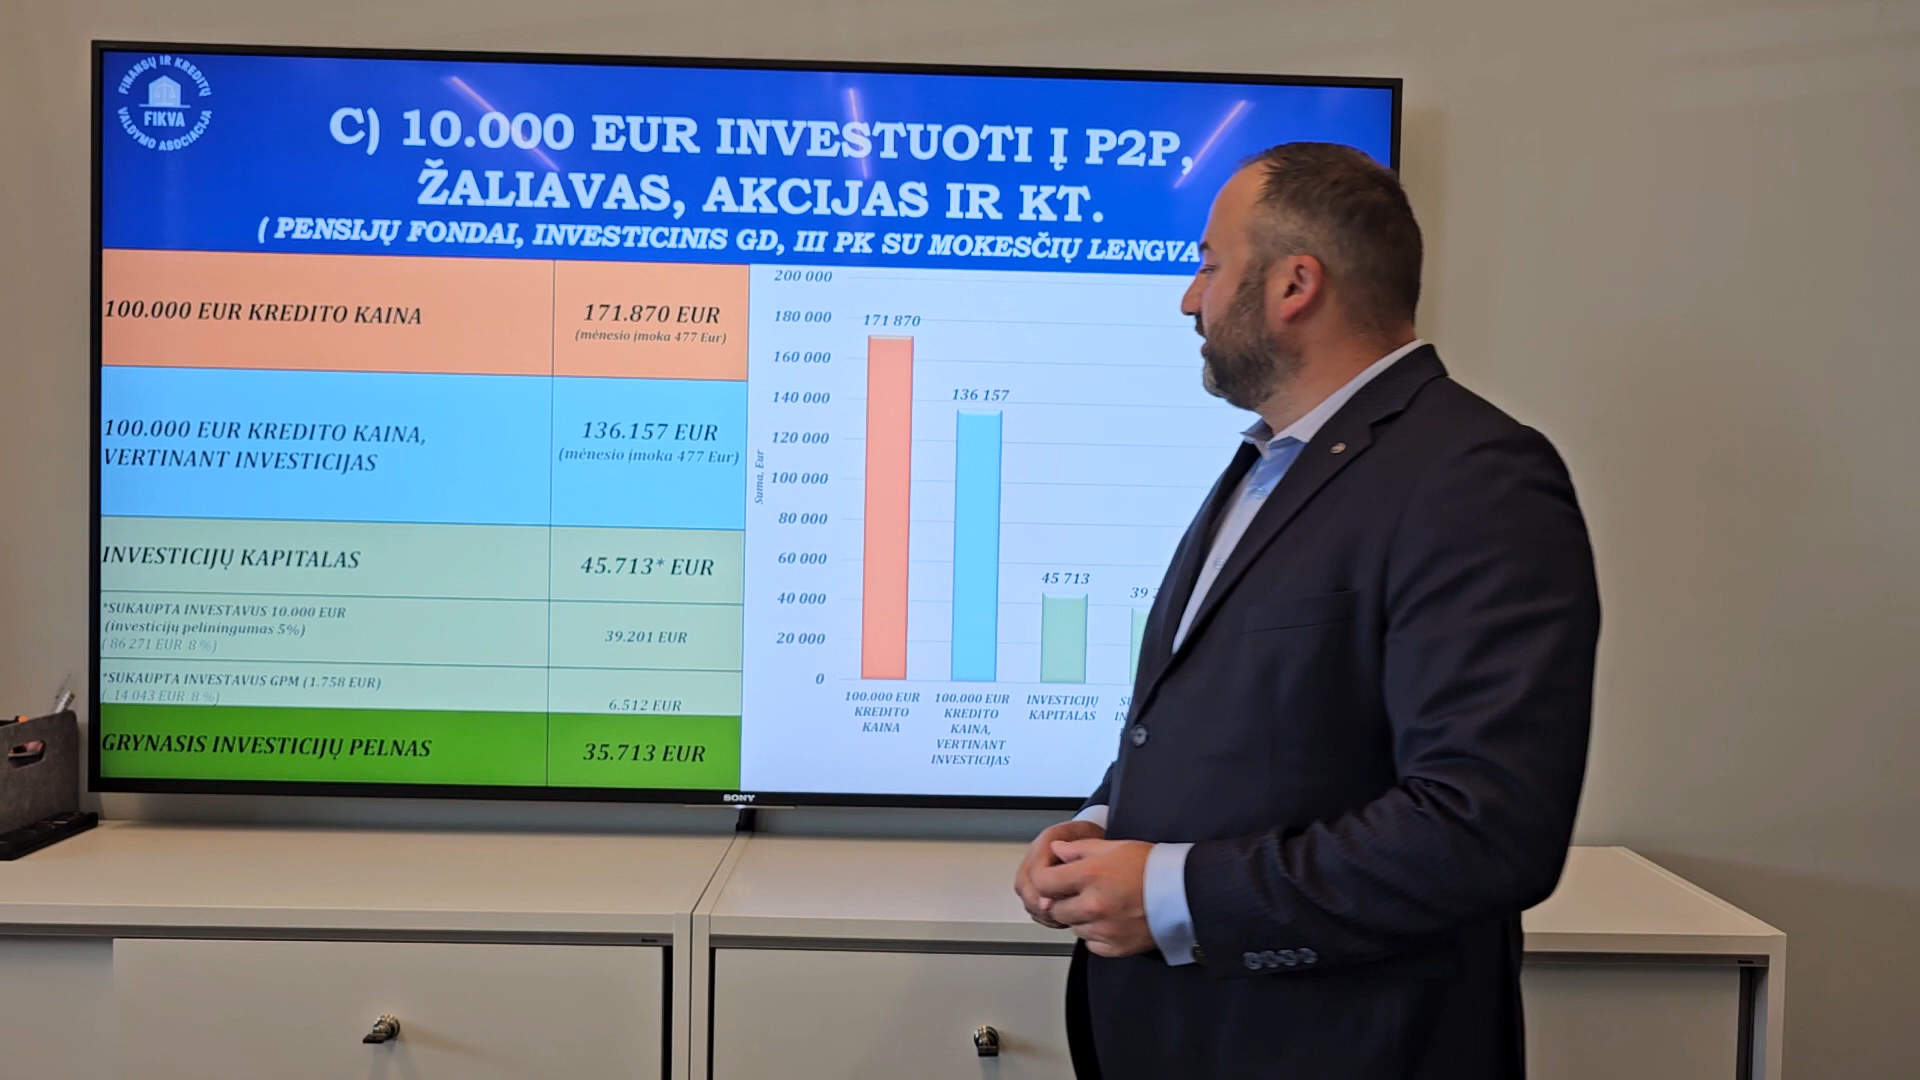 FINANSŲ IR KREDITŲ
FIKVA
VALDYMO ASOCIACIJA
C) 10.000 EUR INVESTUOTI Į P2P,
ŽALIAVAS, AKCIJAS IR KT.
( PENSIJŲ FONDAI, INVESTICINIS GD, III PK SU MOKESČIŲ LENGVA
100.000 EUR KREDITO KAINA
171.870 EUR
(mėnesio įmoka 477 Eur)
100.000 EUR KREDITO KAINA,
VERTINANT INVESTICIJAS
136.157 EUR
(mėnesio įmoka 477 Eur)
INVESTICIJŲ KAPITALAS
45.713* EUR
*SUKAUPTA INVESTAVUS 10.000 EUR
(investicijų pelningumas 5%)
( 86 271 EUR 8 %)
39.201 EUR
*SUKAUPTA INVESTAVUS GPM (1.758 EUR)
( 14 043 EUR 8 %)
6.512 EUR
GRYNASIS INVESTICIJŲ PELNAS
35.713 EUR
Suma, Eur
200 000
180 000
160 000
140 000
120 000
100 000
80 000
60 000
40 000
20 000
0
171 870
136 157
45 713
39
100.000 EUR
KREDITO
KAINA
100.000 EUR
KREDITO
KAINA,
VERTINANT
INVESTICIJAS
INVESTICIJŲ
KAPITALAS
SONY